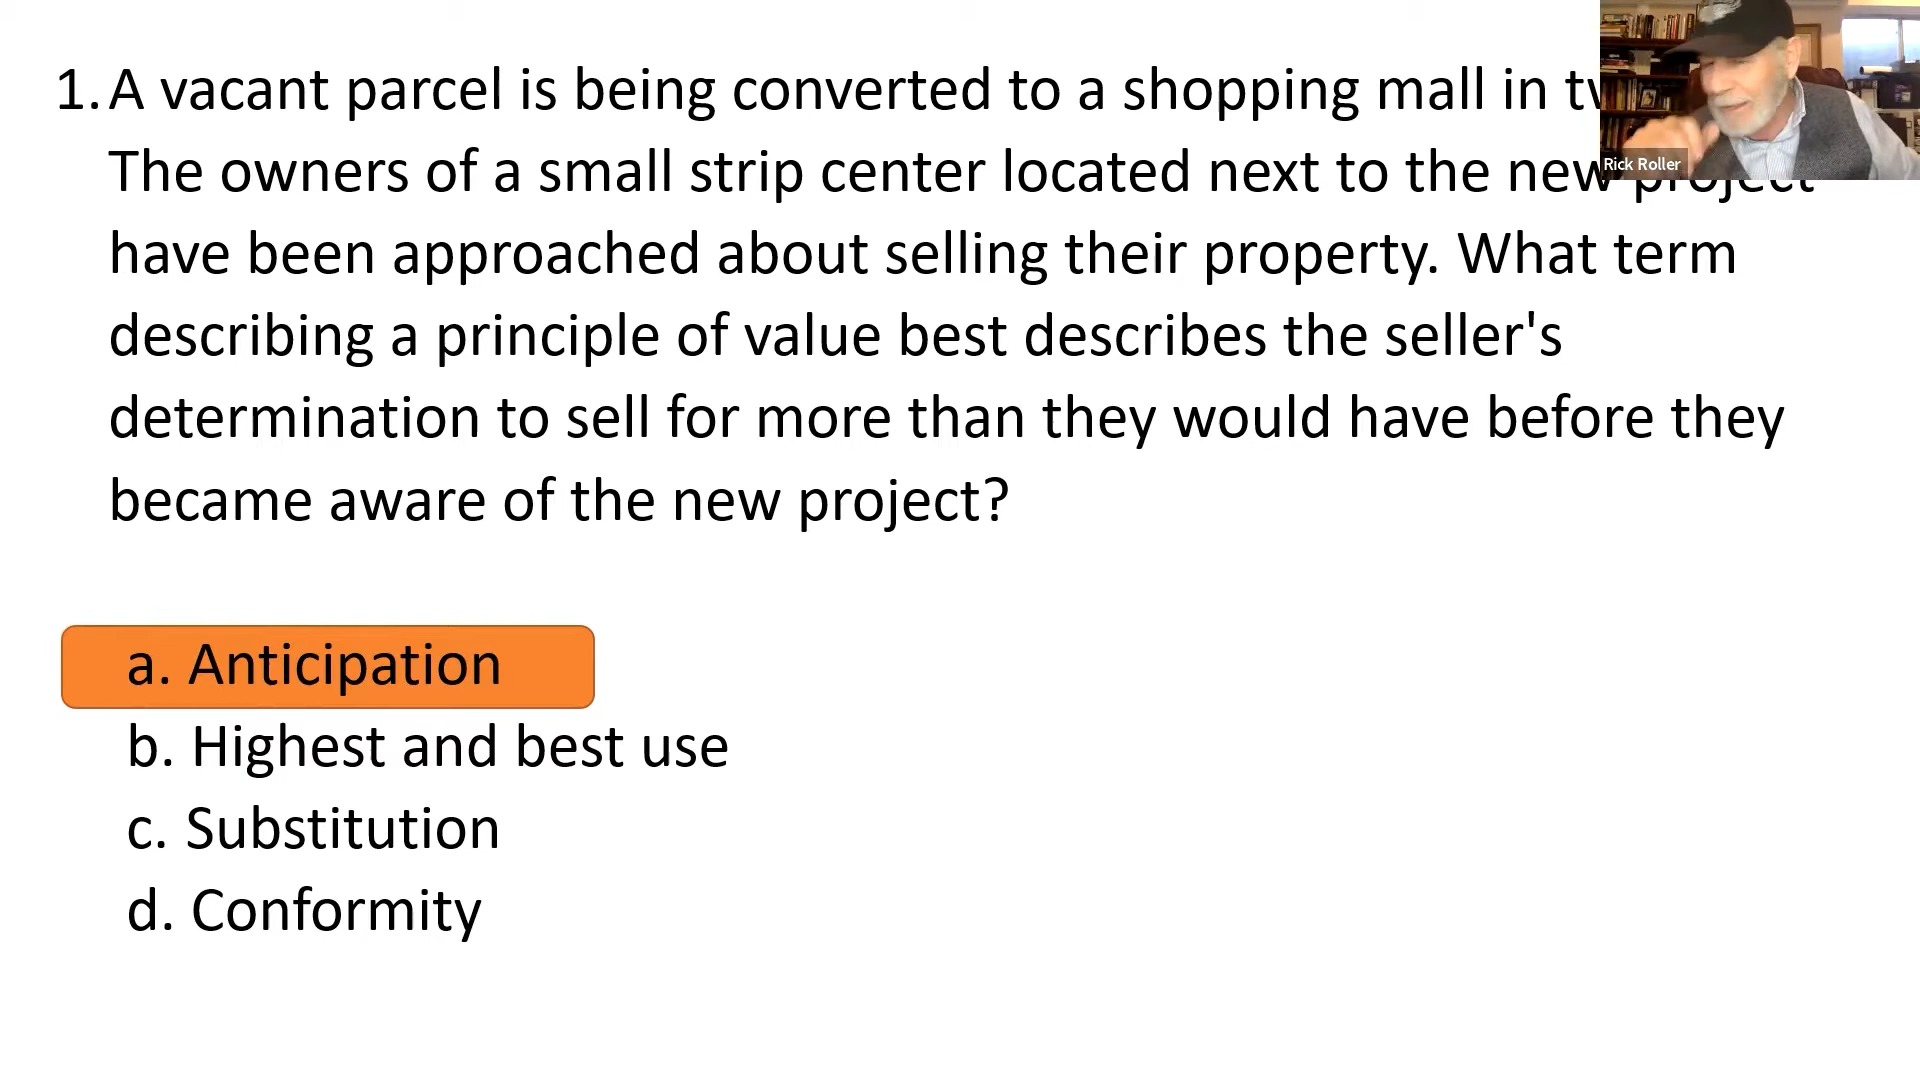 1. A vacant parcel is being converted to a shopping mall in
The owners of a small strip center located next to the new project
have been approached about selling their property. What term
describing a principle of value best describes the seller's
determination to sell for more than they would have before they
became aware of the new project?
a. Anticipation
b. Highest and best use
c. Substitution
d. Conformity
Rick Roller